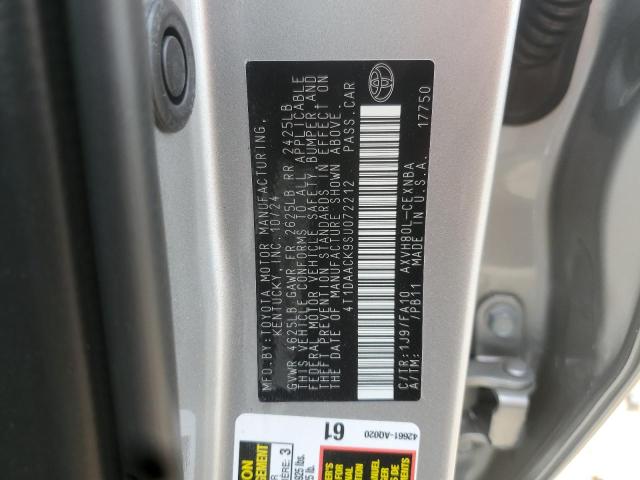 MFD.BY:TOYOTA MOTOR MANUFACTURING,
KENTUCKY, INC. 10/24
GVWR 4625LB GAWR FR 2625LB RR 2425LB
THIS VEHICLE CONFORMS TO ALL APPLICABLE
FEDERAL MOTOR VEHICLE SAFETY, BUMPER AND
THEFT PREVENTION STANDARDS IN EFFECT ON
THE DATE OF MANUFACTURE SHOWN ABOVE.
4T1DAACK9SU072212 PASS.CAR
C/TR:1J9/FA10 AXVH80L-CEXNBA
A/TM: /PB11 MADE IN U.S.A. 17750
61
42661-AQ020
3